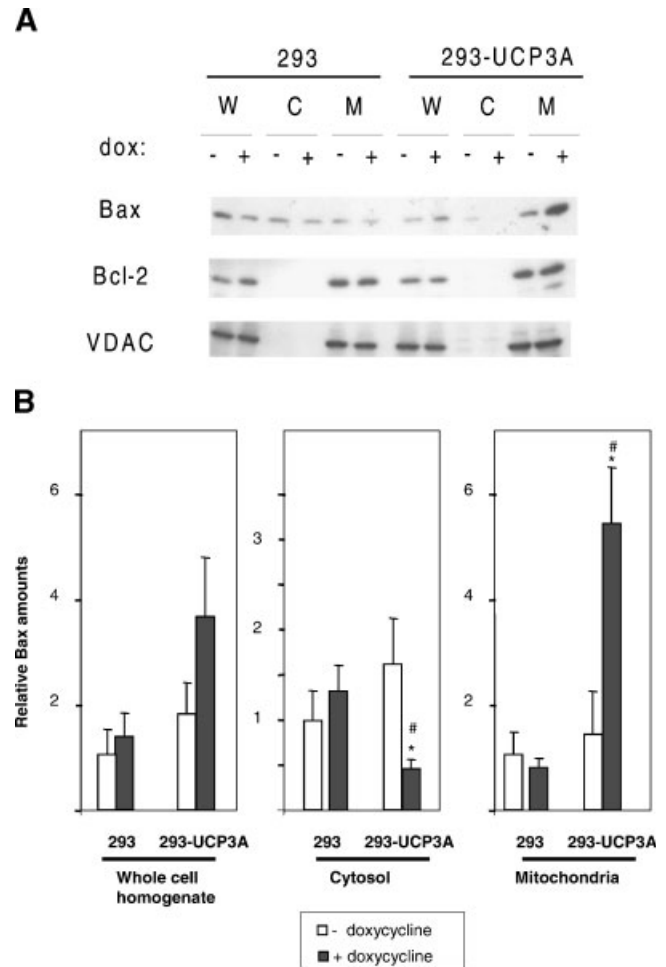 A
293 293-UCP3A
W C M W C M
dox: - + - + - + - + - + - +
Bax
Bcl-2
VDAC
B
Relative Bax amounts
6
4
2
3
2
1
6
4
2
293 293-UCP3A
Whole cell
homogenate
293 293-UCP3A
#
*
Cytosol
293 293-UCP3A
#
*
Mitochondria
- doxycycline
+ doxycycline